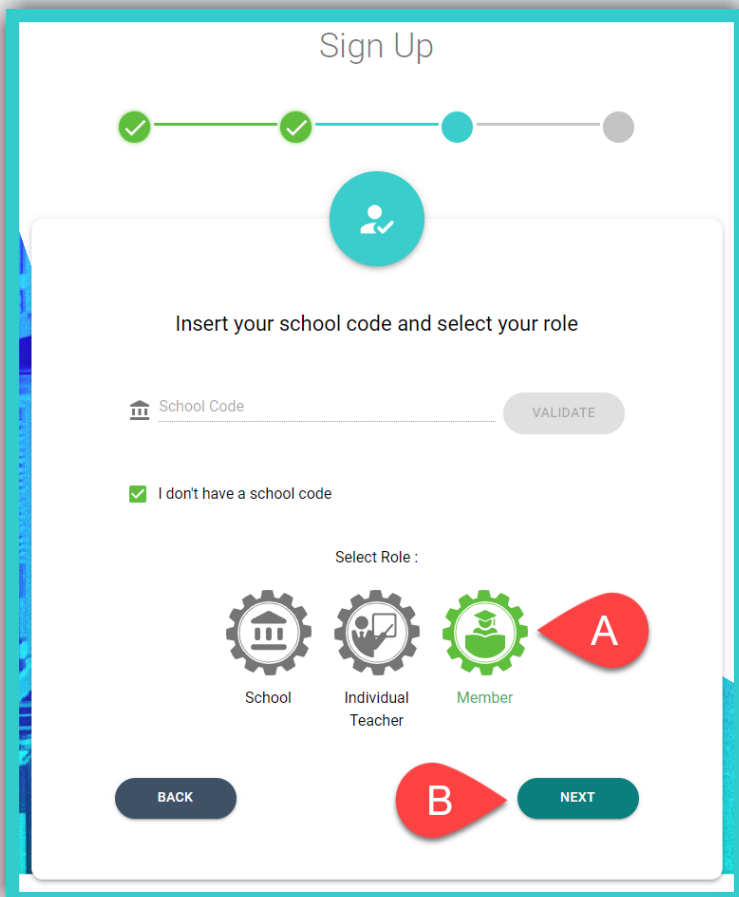 Sign Up
Insert your school code and select your role
School Code
VALIDATE
I don't have a school code
Select Role :
A
School
Individual
Teacher
Member
BACK
B
NEXT